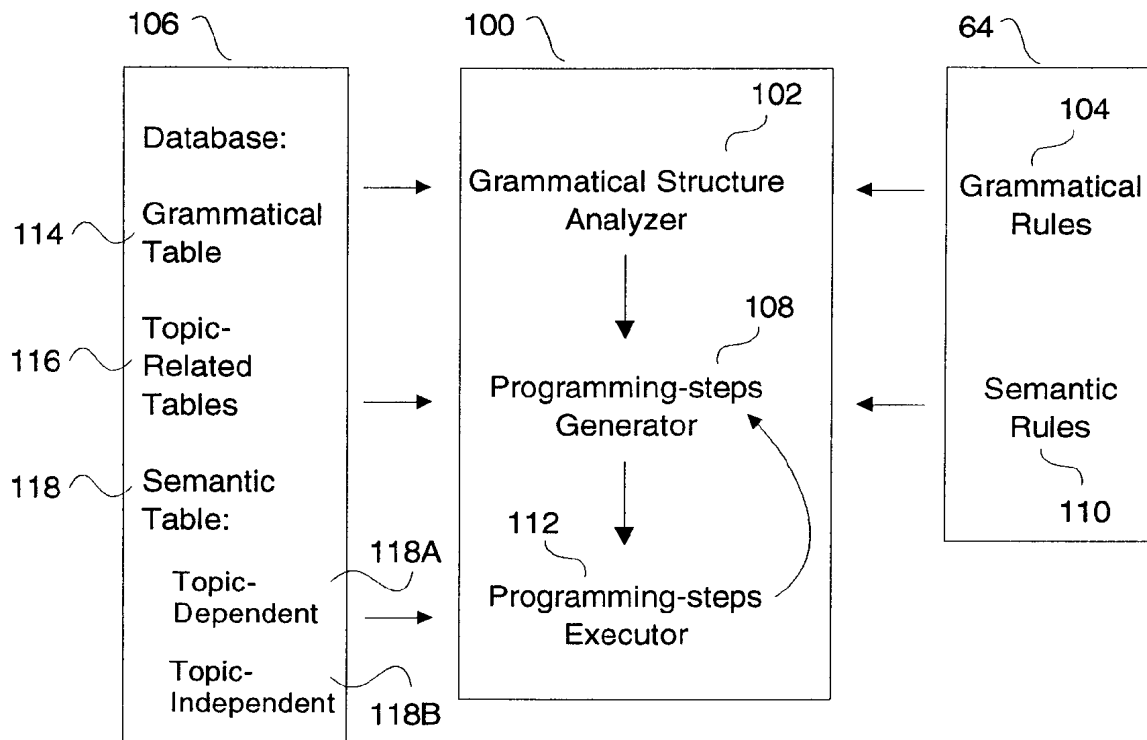 106
100
64
102
104
Database:
Grammatical Structure
Analyzer
Grammatical
Rules
114
Grammatical
Table
108
116
Topic-
Related
Tables
Programming-steps
Generator
Semantic
Rules
118
Semantic
Table:
110
112
118A
Topic-
Dependent
Programming-steps
Executor
Topic-
Independent
118B